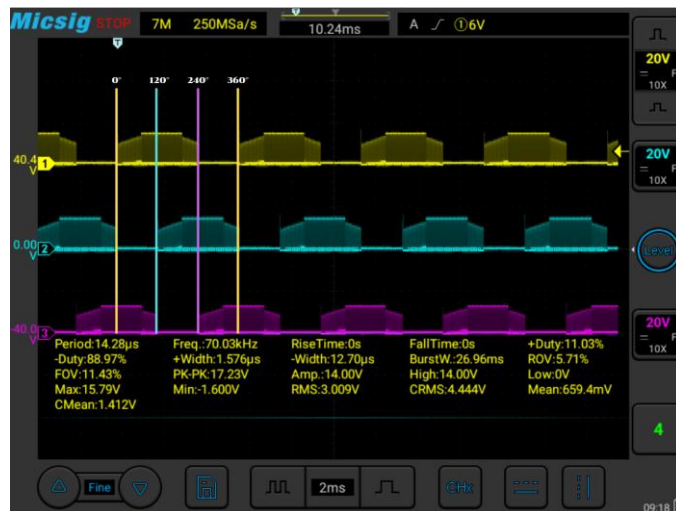 Micsig STOP 7M 250MSa/s 10.24ms A ①6V
T
0° 120° 240° 360°
20V
10X
40.4
V
1
20V
10X
0.00
V
2
Level
20V
10X
-40.0
V
3
Period:14.28µs Freq.:70.03kHz RiseTime:0s FallTime:0s +Duty:11.03%
-Duty:88.97% +Width:1.576µs -Width:12.70µs BurstW.:26.96ms ROV:5.71%
FOV:11.43% PK-PK:17.23V Amp.:14.00V High:14.00V Low:0V
Max:15.79V Min:-1.600V RMS:3.009V CRMS:4.444V Mean:659.4mV
CMean:1.412V
4
Fine 2ms CHx
09:18